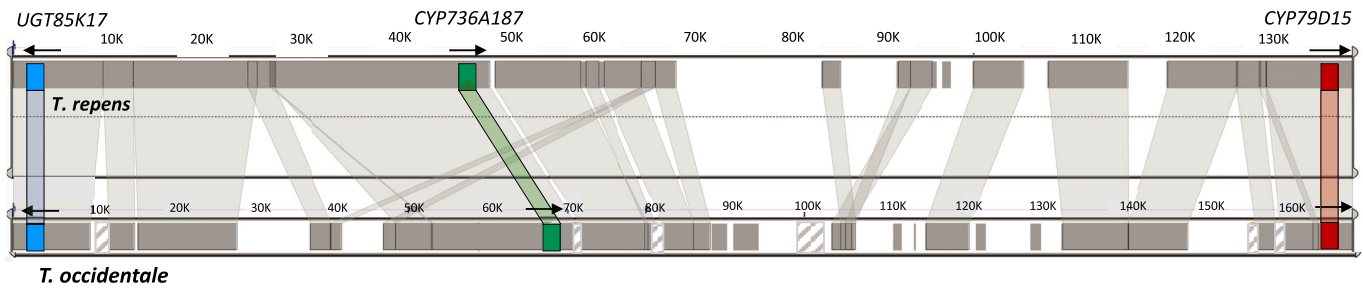 UGT85K17 CYP736A187 CYP79D15
10K 20K 30K 40K 50K 60K 70K 80K 90K 100K 110K 120K 130K
T. repens
10K 20K 30K 50K 60K 70K 80K 90K 100K 110K 120K 130K 140K 150K 160K
T. occidentale